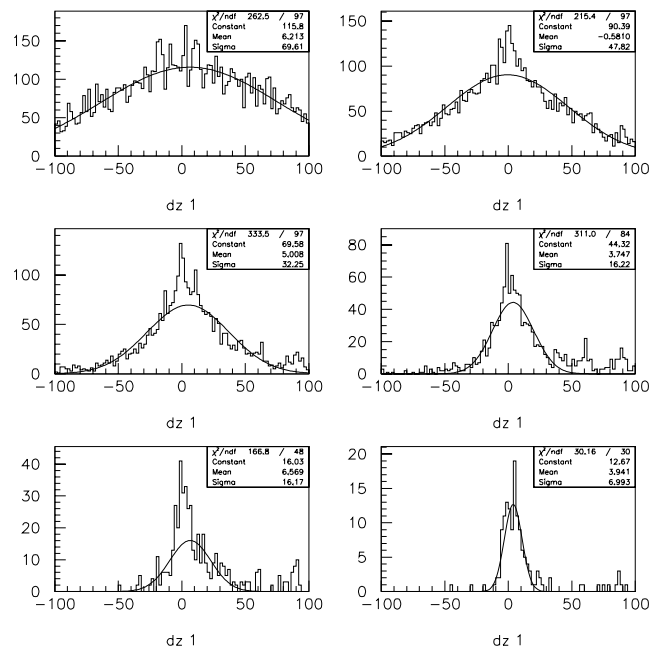 χ²/ndf 262.5 / 97
Constant 115.8
Mean 6.213
Sigma 69.61
150
100
50
0
−100 −50 0 50 100
dz 1
χ²/ndf 215.4 / 97
Constant 90.39
Mean −0.5810
Sigma 47.82
150
100
50
0
−100 −50 0 50 100
dz 1
χ²/ndf 333.5 / 97
Constant 69.58
Mean 5.008
Sigma 32.25
100
50
0
−100 −50 0 50 100
dz 1
χ²/ndf 311.0 / 84
Constant 44.32
Mean 3.747
Sigma 16.22
80
60
40
20
0
−100 −50 0 50 100
dz 1
χ²/ndf 166.8 / 48
Constant 16.03
Mean 6.569
Sigma 16.17
40
30
20
10
0
−100 −50 0 50 100
dz 1
χ²/ndf 30.16 / 30
Constant 12.67
Mean 3.941
Sigma 6.993
20
15
10
5
0
−100 −50 0 50 100
dz 1